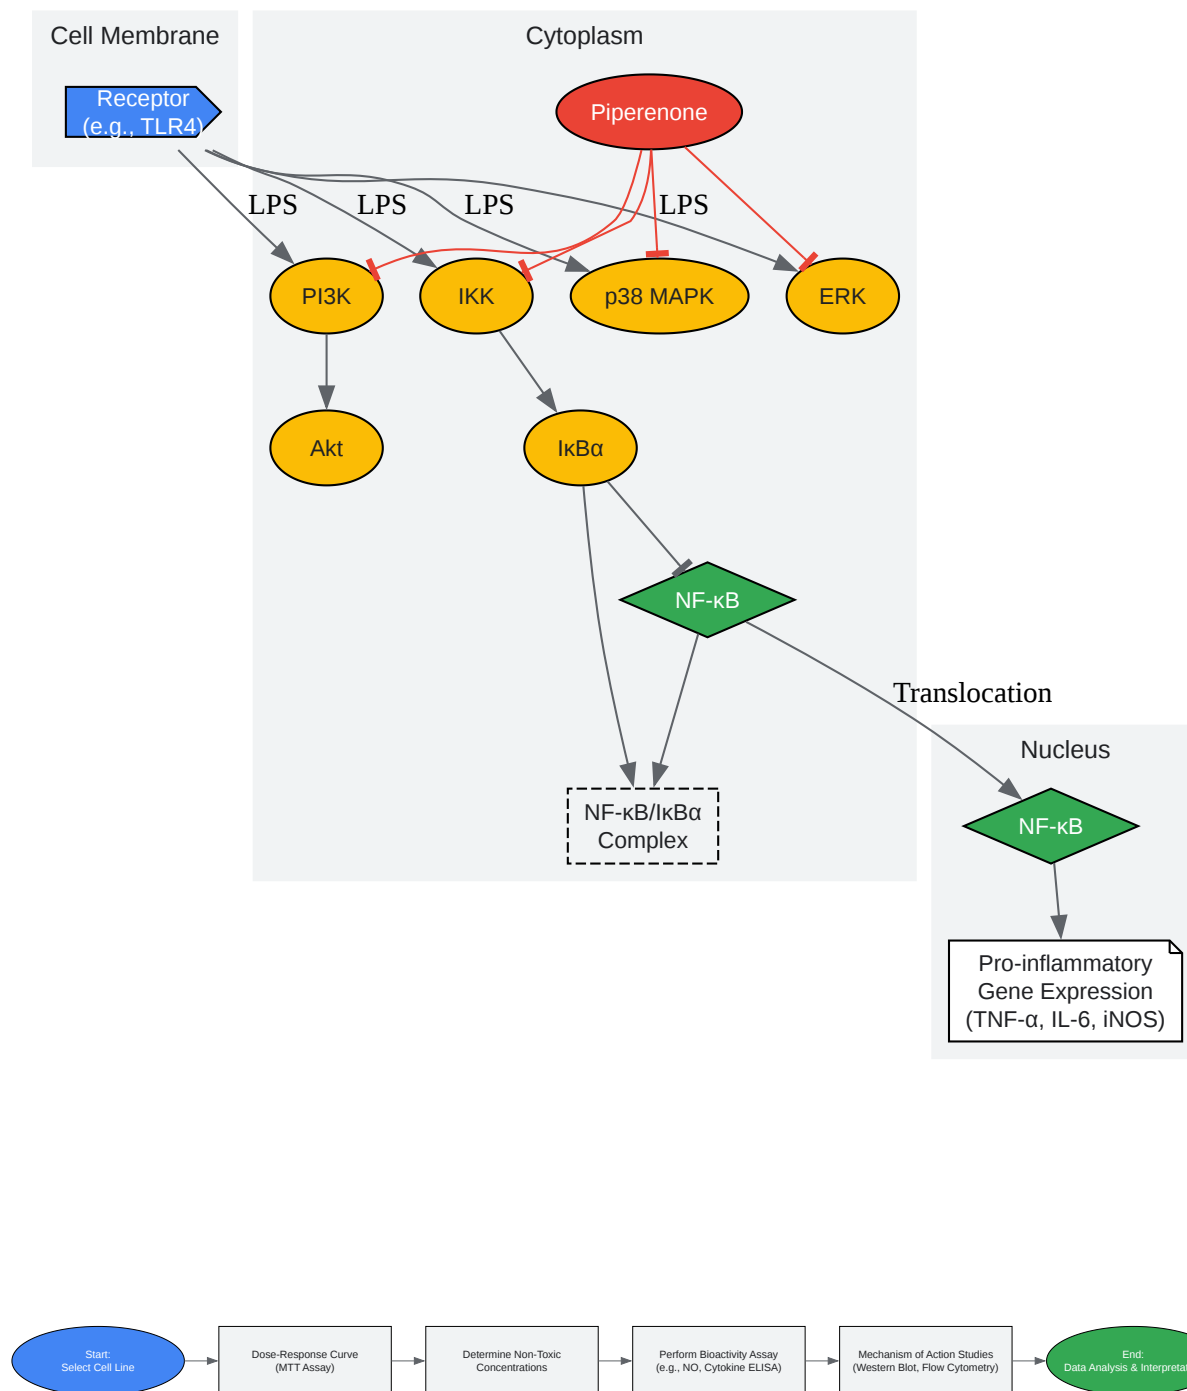 Cell Membrane
Cytoplasm
Receptor
(e.g., TLR4)
Piperenone
LPS
LPS
LPS
LPS
PI3K
IKK
p38 MAPK
ERK
Akt
IκBα
NF-κB
Translocation
Nucleus
NF-κB/IκBα
Complex
NF-κB
Pro-inflammatory
Gene Expression
(TNF-α, IL-6, iNOS)
Start:
Select Cell Line
Dose-Response Curve
(MTT Assay)
Determine Non-Toxic
Concentrations
Perform Bioactivity Assay
(e.g., NO, Cytokine ELISA)
Mechanism of Action Studies
(Western Blot, Flow Cytometry)
End:
Data Analysis &